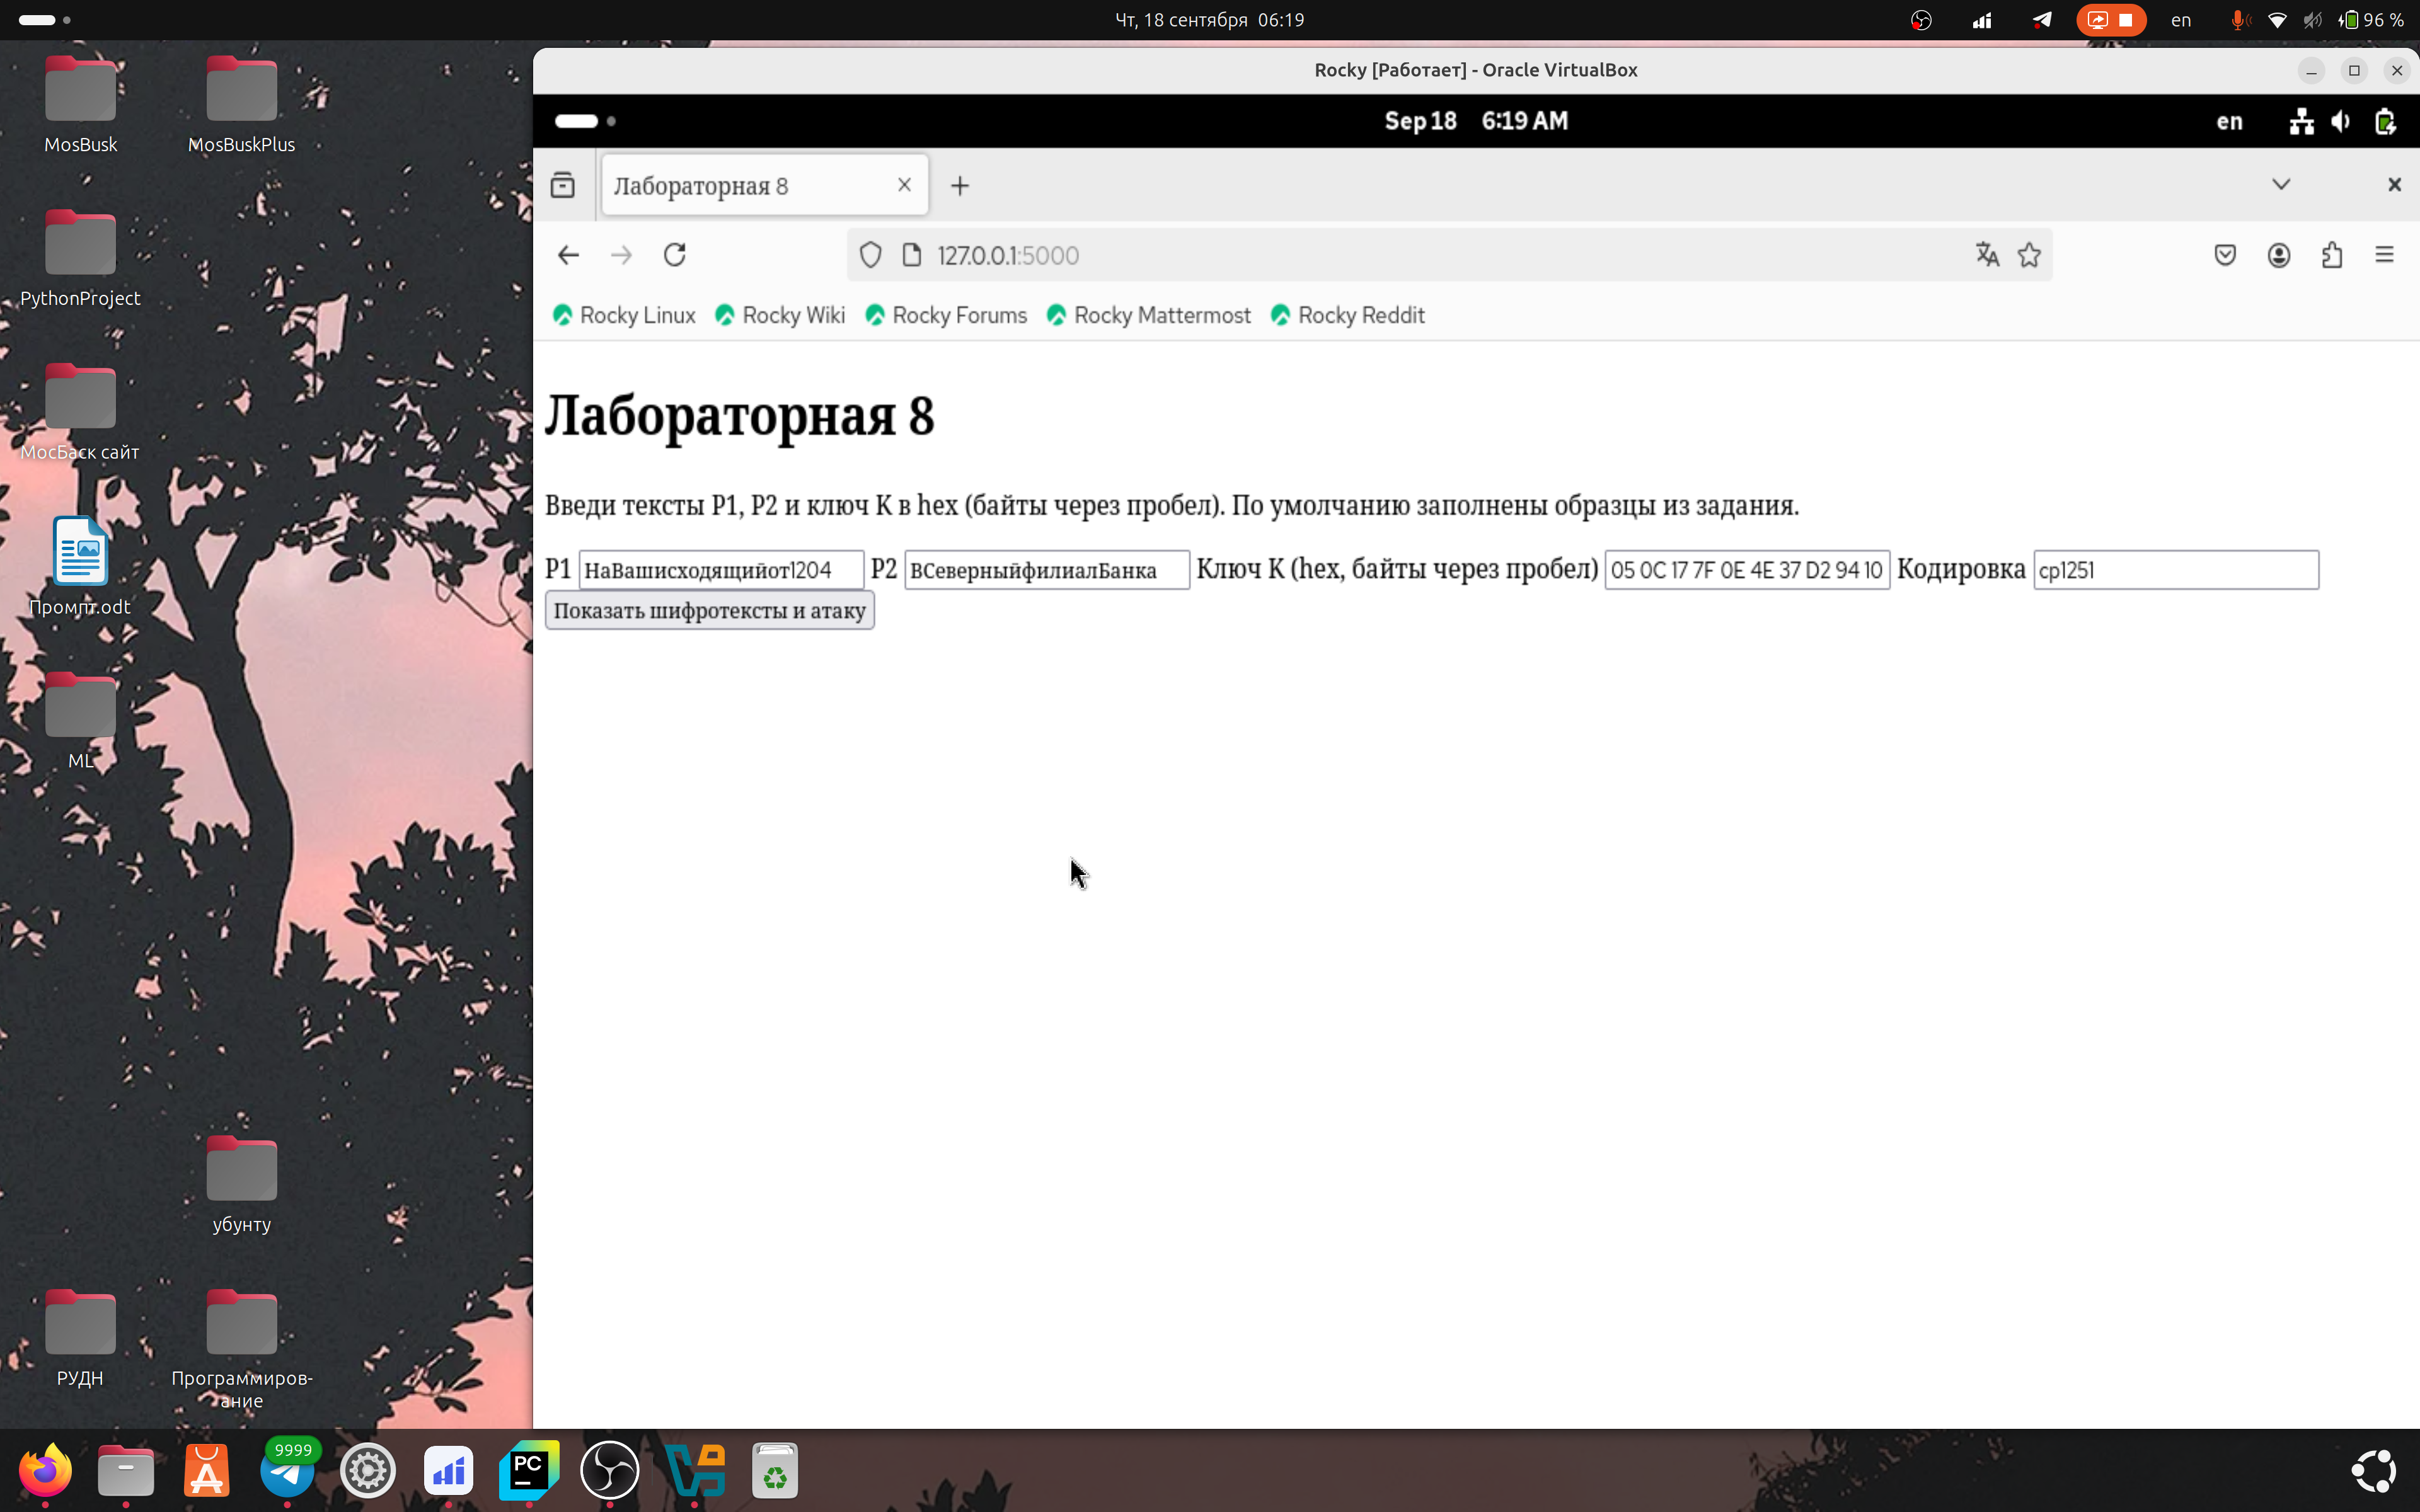 Чт, 18 сентября 06:19
en
96 %
MosBusk
MosBuskPlus
PythonProject
МосБаск сайт
Промпт.odt
ML
убунту
РУДН
Программиров-
ание
Rocky [Работает] - Oracle VirtualBox
Sep 18 6:19 AM
en
Лабораторная 8
127.0.0.1:5000
Rocky Linux
Rocky Wiki
Rocky Forums
Rocky Mattermost
Rocky Reddit
Лабораторная 8
Введи тексты P1, P2 и ключ K в hex (байты через пробел). По умолчанию заполнены образцы из задания.
P1 НаВашисходящийот1204 P2 ВСеверныйфилиалБанка Ключ K (hex, байты через пробел) 05 0C 17 7F 0E 4E 37 D2 94 10 Кодировка cp1251
Показать шифротексты и атаку
9999
PC